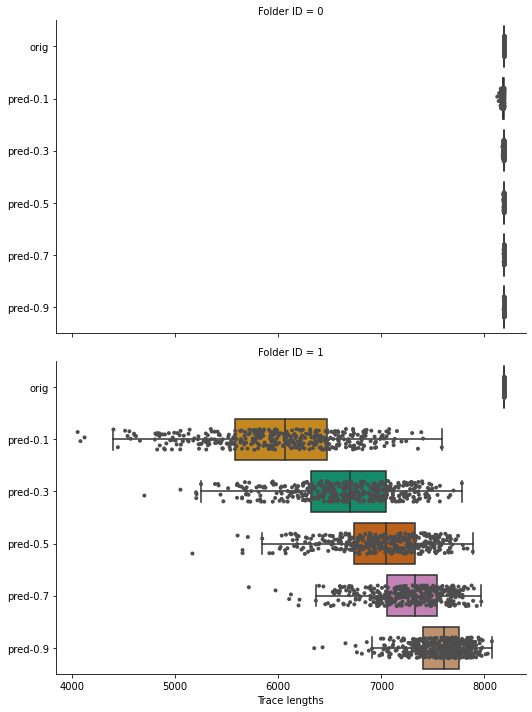 Folder ID = 0
orig
pred-0.1
pred-0.3
pred-0.5
pred-0.7
pred-0.9
Folder ID = 1
orig
pred-0.1
pred-0.3
pred-0.5
pred-0.7
pred-0.9
4000 5000 6000 7000 8000
Trace lengths